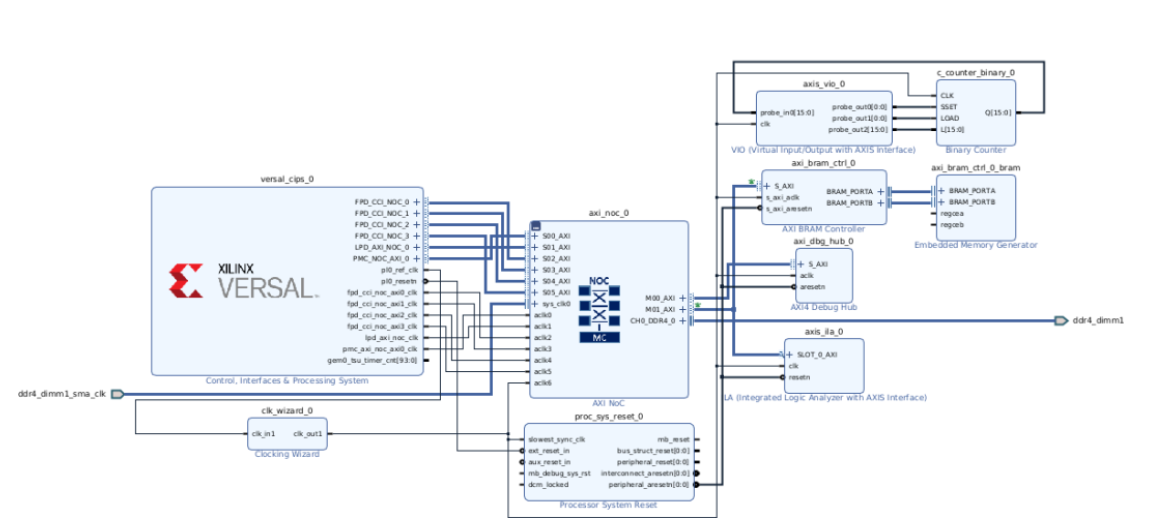 versal_cips_0
FPD_CCI_NOC_0
FPD_CCI_NOC_1
FPD_CCI_NOC_2
FPD_CCI_NOC_3
LPD_AXI_NOC_0
PMC_NOC_AXI_0
pl0_ref_clk
pl0_resetn
fpd_cci_noc_axi0_clk
fpd_cci_noc_axi1_clk
fpd_cci_noc_axi2_clk
fpd_cci_noc_axi3_clk
lpd_axi_noc_clk
pmc_axi_noc_axi0_clk
gem0_tsu_timer_cnt[93:0]
XILINX
VERSAL
Control, Interfaces & Processing System
ddr4_dimm1_sma_clk
clk_wizard_0
clk_in1 clk_out1
Clocking Wizard
axi_noc_0
S00_AXI
S01_AXI
S02_AXI
S03_AXI
S04_AXI
S05_AXI
sys_clk0
aclk0
aclk1
aclk2
aclk3
aclk4
aclk5
aclk6
NOC
MC
M00_AXI
M01_AXI
CH0_DDR4_0
AXI NoC
proc_sys_reset_0
slowest_sync_clk mb_reset
ext_reset_in bus_struct_reset[0:0]
aux_reset_in peripheral_reset[0:0]
mb_debug_sys_rst interconnect_aresetn[0:0]
dcm_locked peripheral_aresetn[0:0]
Processor System Reset
axis_vio_0
probe_in0[15:0] probe_out0[0:0]
clk probe_out1[0:0]
probe_out2[15:0]
VIO (Virtual Input/Output with AXIS Interface)
c_counter_binary_0
CLK
SSET
LOAD
L[15:0]
Q[15:0]
Binary Counter
axi_bram_ctrl_0
S_AXI
s_axi_aclk
s_axi_aresetn
BRAM_PORTA
BRAM_PORTB
AXI BRAM Controller
axi_bram_ctrl_0_bram
BRAM_PORTA
BRAM_PORTB
regcea
regceb
Embedded Memory Generator
axi_dbg_hub_0
S_AXI
aclk
aresetn
AXI4 Debug Hub
axis_ila_0
SLOT_0_AXI
clk
resetn
LA (Integrated Logic Analyzer with AXIS Interface)
ddr4_dimm1